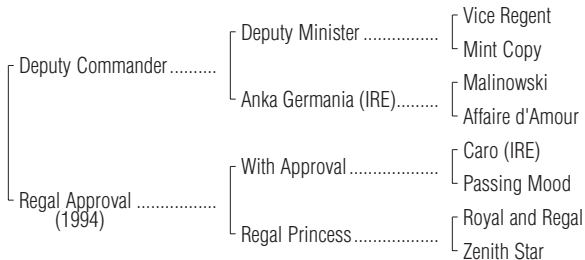 Vice Regent
Deputy Minister .................
Mint Copy
Deputy Commander..........
Malinowski
Anka Germania (IRE).........
Affaire d'Amour
Caro (IRE)
With Approval ....................
Passing Mood
Regal Approval .................
(1994)
Royal and Regal
Regal Princess...................
Zenith Star